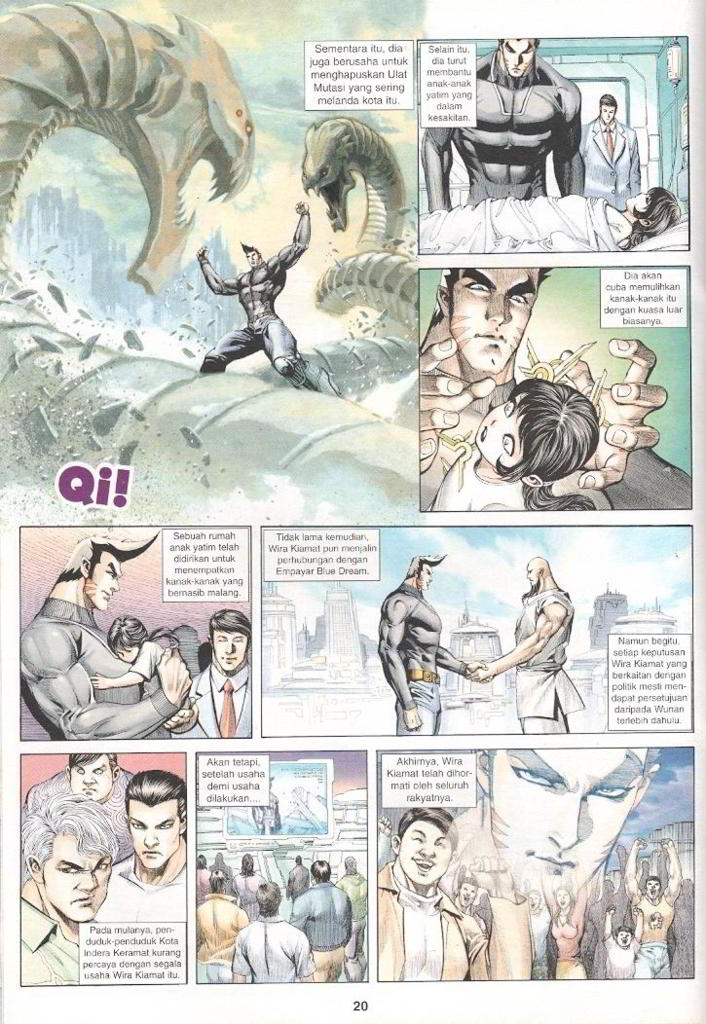 Sementara itu, dia
juga berusaha untuk
menghapuskan Ulat
Mutasi yang sering
melanda kota itu.
Selain itu,
dia turut
membantu
anak-anak
yatim yang
dalam
kesakitan.
Dia akan
cuba memulihkan
kanak-kanak itu
dengan kuasa luar
biasanya.
Qi!
Sebuah rumah
anak yatim telah
didirikan untuk
menempatkan
kanak-kanak yang
bernasib malang.
Tidak lama kemudian,
Wira Kiamat pun menjalin
perhubungan dengan
Empayar Blue Dream.
Namun begitu,
setiap keputusan
Wira Kiamat yang
berkaitan dengan
politik mesti men-
dapat persetujuan
daripada Wunan
terlebih dahulu.
Pada mulanya, pen-
duduk-penduduk Kota
Indera Keramat kurang
percaya dengan segala
usaha Wira Kiamat itu.
Akan tetapi,
setelah usaha
demi usaha
dilakukan....
Akhirnya, Wira
Kiamat telah dihor-
mati oleh seluruh
rakyatnya.
20